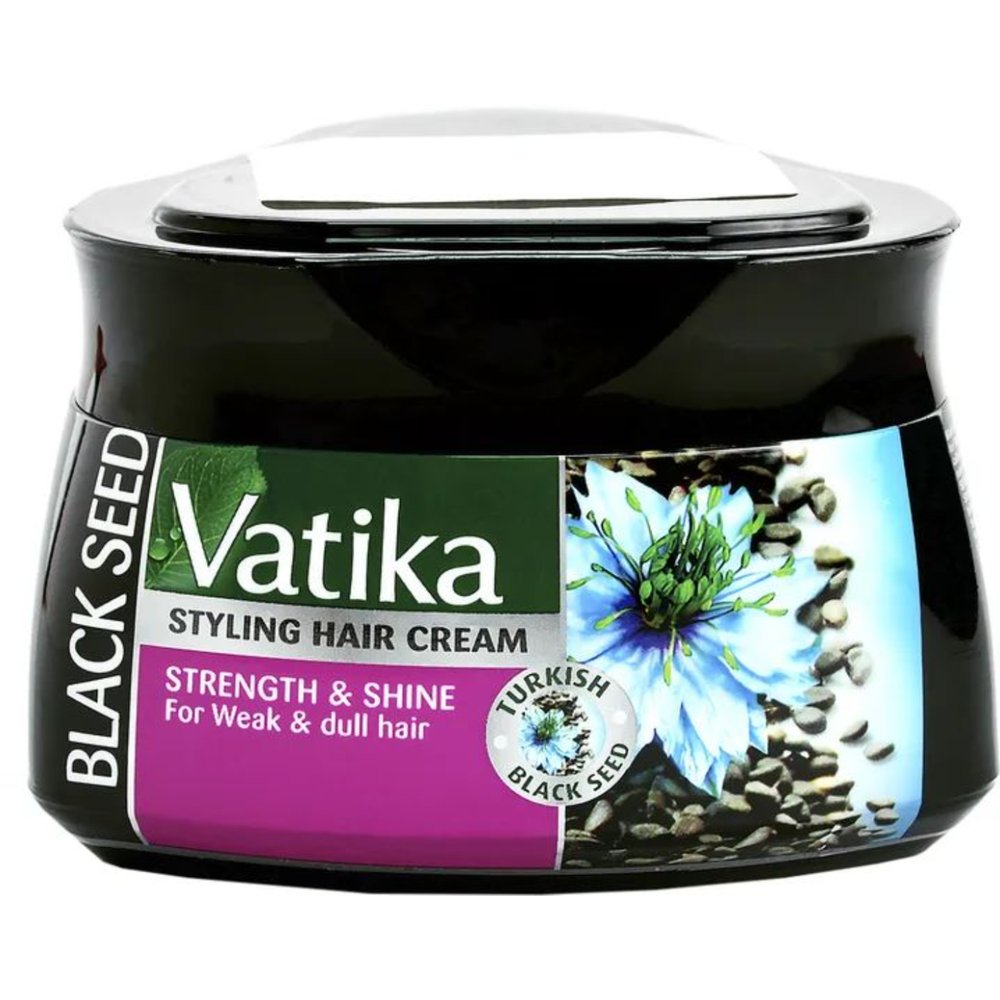 BLACK SEED
Vatika
STYLING HAIR CREAM
STRENGTH & SHINE
For Weak & dull hair
TURKISH
BLACK SEED